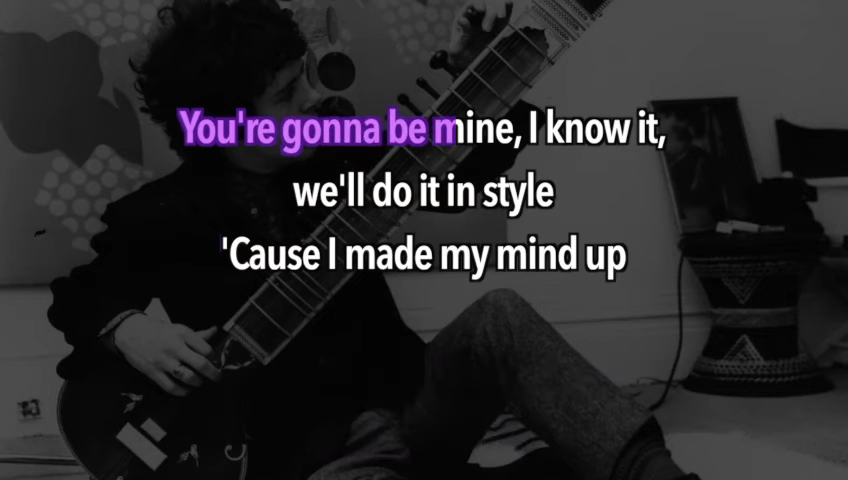 You're gonna be mine, I know it,
we'll do it in style
'Cause I made my mind up